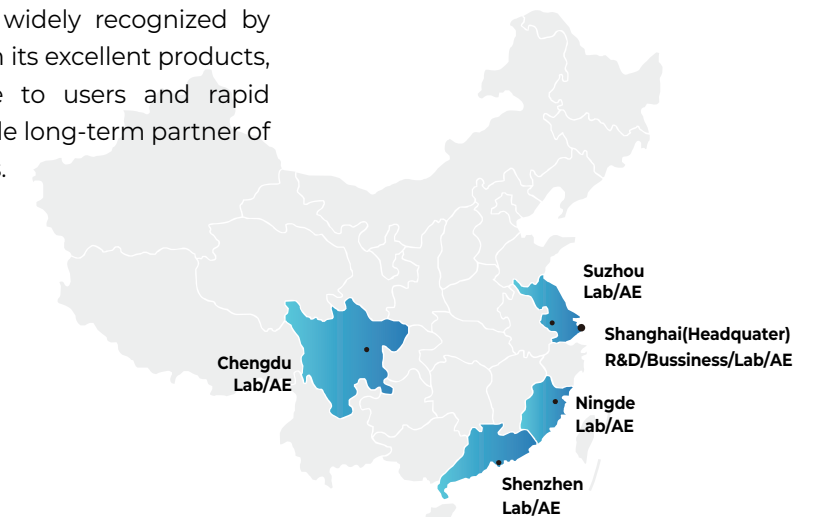 widely recognized by
its excellent products,
to users and rapid
long-term partner of
Suzhou
Lab/AE
Shanghai(Headquater)
R&D/Bussiness/Lab/AE
Chengdu
Lab/AE
Ningde
Lab/AE
Shenzhen
Lab/AE